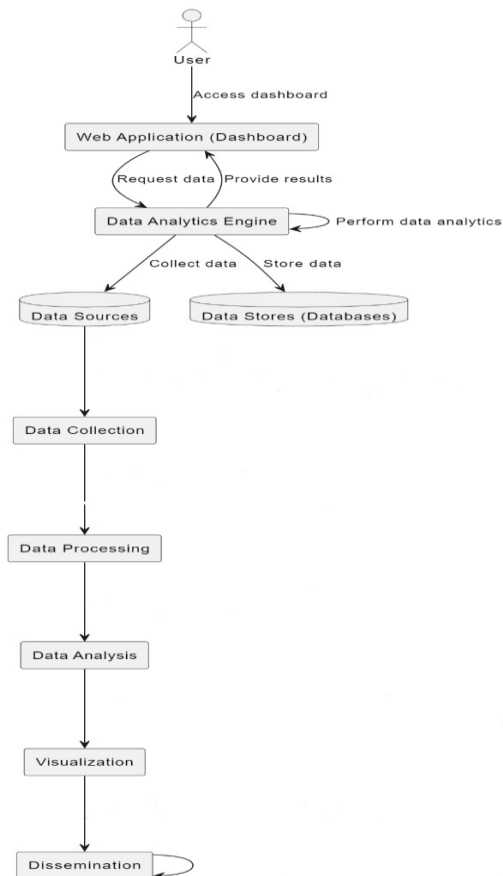 User
Access dashboard
Web Application (Dashboard)
Request data
Provide results
Data Analytics Engine
Perform data analytics
Collect data
Store data
Data Sources
Data Stores (Databases)
Data Collection
Data Processing
Data Analysis
Visualization
Dissemination